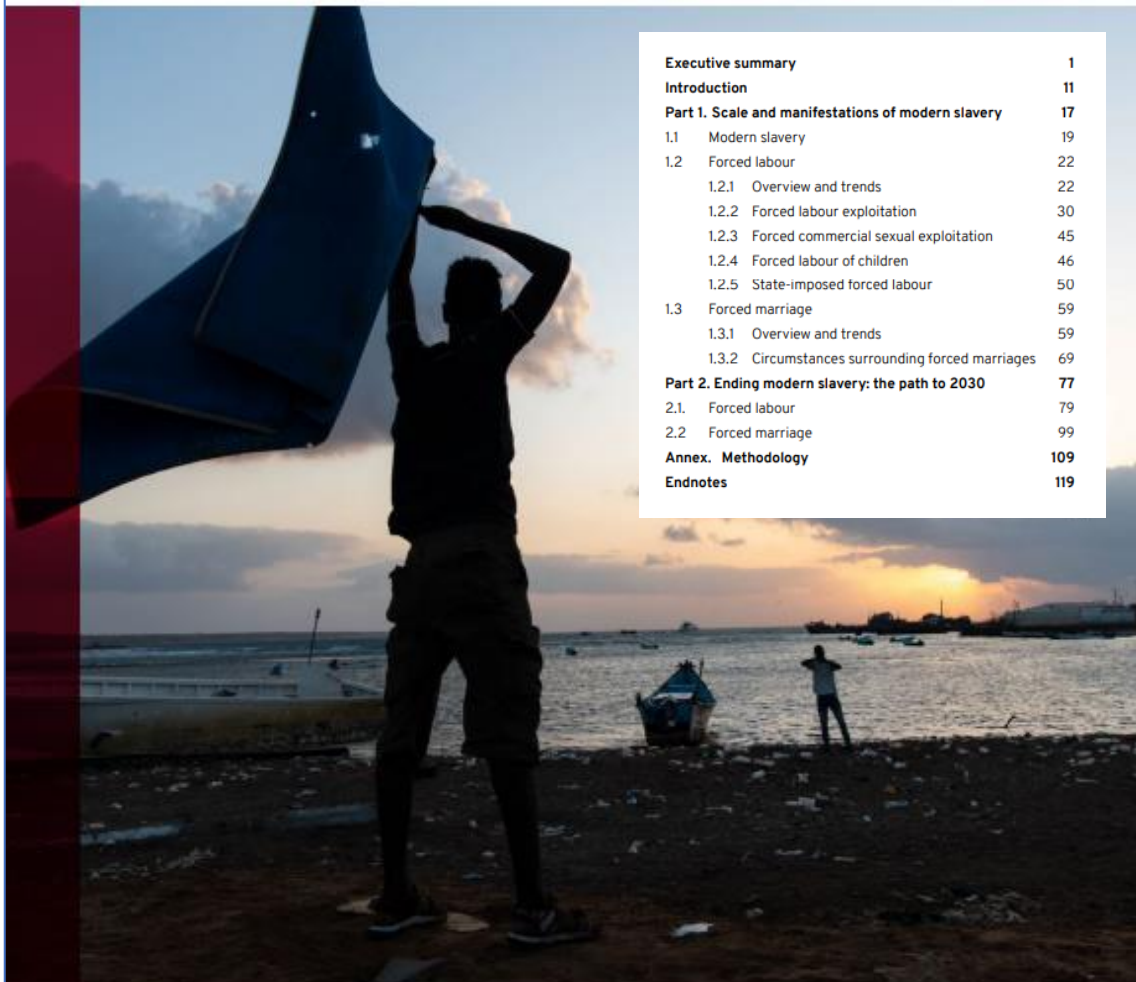 Executive summary 1
Introduction 11
Part 1. Scale and manifestations of modern slavery 17
1.1 Modern slavery 19
1.2 Forced labour 22
1.2.1 Overview and trends 22
1.2.2 Forced labour exploitation 30
1.2.3 Forced commercial sexual exploitation 45
1.2.4 Forced labour of children 46
1.2.5 State-imposed forced labour 50
1.3 Forced marriage 59
1.3.1 Overview and trends 59
1.3.2 Circumstances surrounding forced marriages 69
Part 2. Ending modern slavery: the path to 2030 77
2.1. Forced labour 79
2.2 Forced marriage 99
Annex. Methodology 109
Endnotes 119